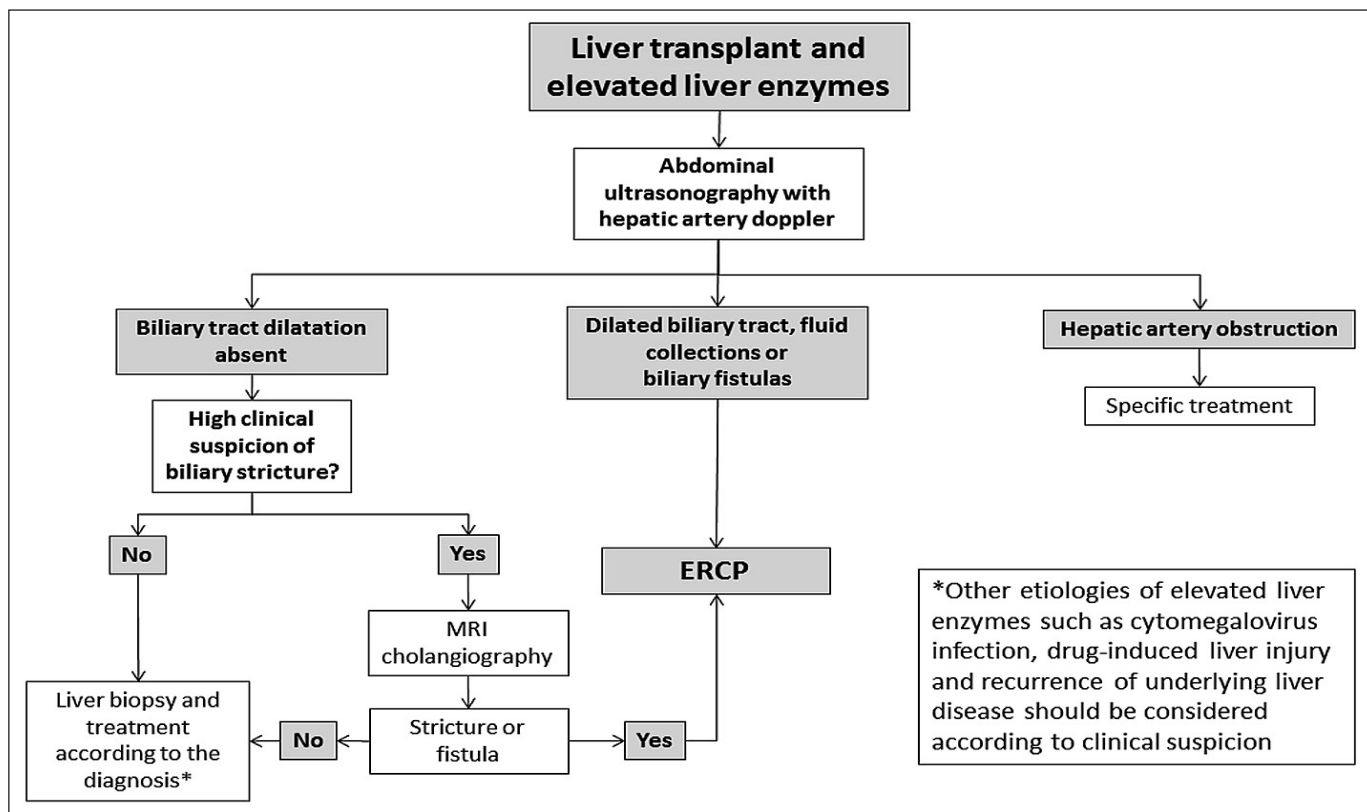 Liver transplant and
elevated liver enzymes
Abdominal
ultrasonography with
hepatic artery doppler
Biliary tract dilatation
absent
Dilated biliary tract, fluid
collections or
biliary fistulas
Hepatic artery obstruction
Specific treatment
High clinical
suspicion of
biliary stricture?
No
Yes
ERCP
MRI
cholangiography
Liver biopsy and
treatment
according to the
diagnosis*
No
Stricture or
fistula
Yes
*Other etiologies of elevated liver
enzymes such as cytomegalovirus
infection, drug-induced liver injury
and recurrence of underlying liver
disease should be considered
according to clinical suspicion